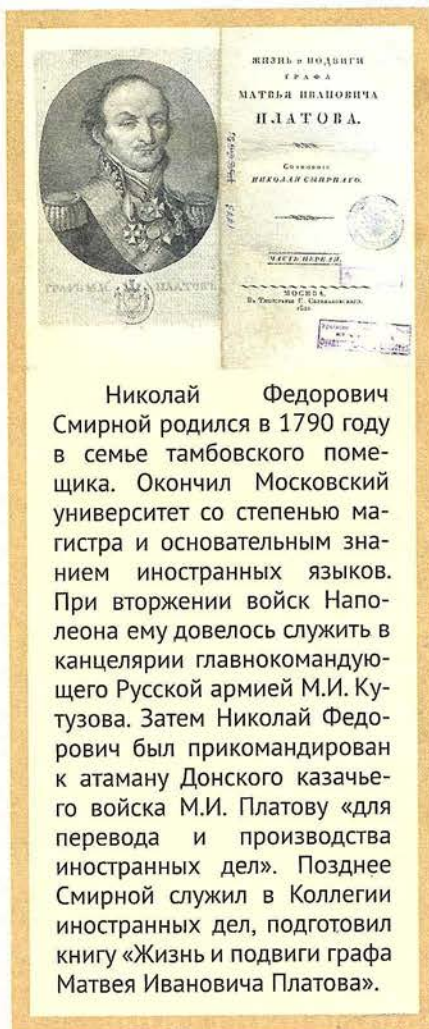 ЖИЗНЬ и ПОДВИГИ
ГРАФА
МАТВѢЯ ИВАНОВИЧА
ПЛАТОВА.
Сочинение
НИКОЛАЯ СМИРНАГО.
ЧАСТЬ ПЕРВАЯ.
МОСКВА.
Николай Федорович
Смирной родился в 1790 году
в семье тамбовского поме-
щика. Окончил Московский
университет со степенью ма-
гистра и основательным зна-
нием иностранных языков.
При вторжении войск Напо-
леона ему довелось служить в
канцелярии главнокомандую-
щего Русской армией М.И. Ку-
тузова. Затем Николай Федо-
рович был прикомандирован
к атаману Донского казачье-
го войска М.И. Платову «для
перевода и производства
иностранных дел». Позднее
Смирной служил в Коллегии
иностранных дел, подготовил
книгу «Жизнь и подвиги графа
Матвея Ивановича Платова».